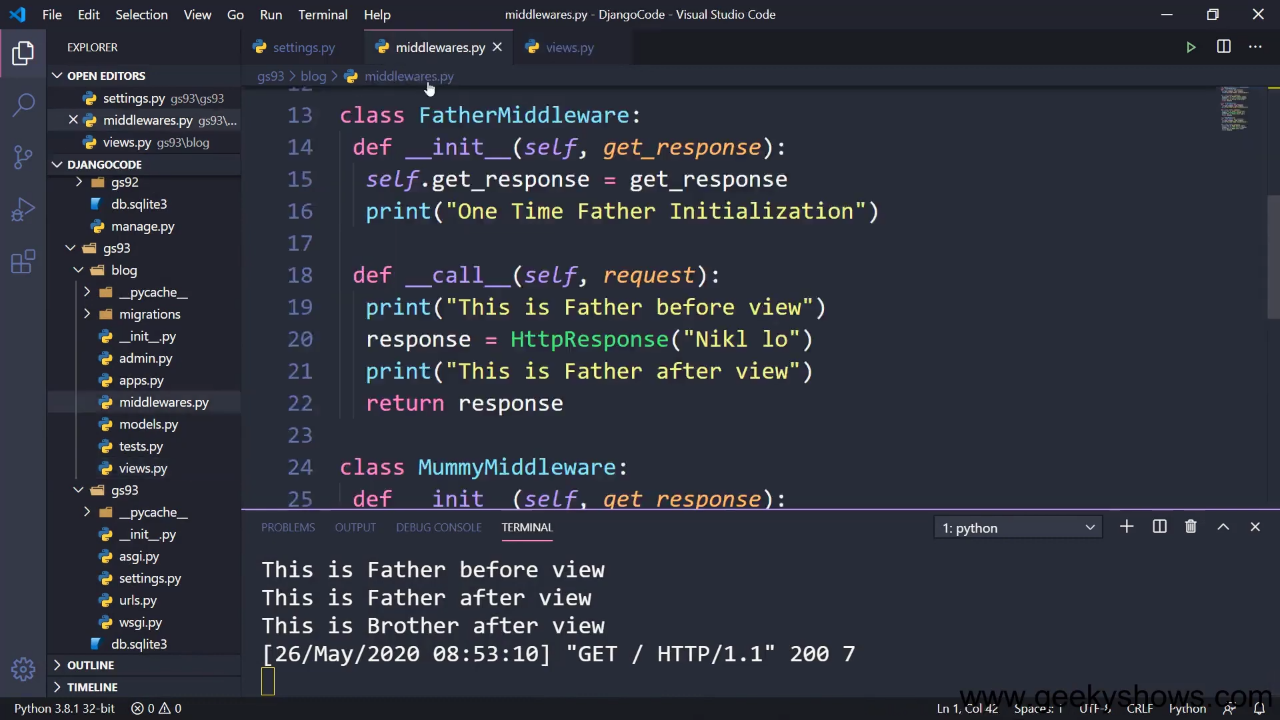 File Edit Selection View Go Run Terminal Help middlewares.py - DjangoCode - Visual Studio Code
EXPLORER
OPEN EDITORS
settings.py gs93\gs93
middlewares.py gs93\...
views.py gs93\blog
DJANGOCODE
gs92
db.sqlite3
manage.py
gs93
blog
__pycache__
migrations
__init__.py
admin.py
apps.py
middlewares.py
models.py
tests.py
views.py
gs93
__pycache__
__init__.py
asgi.py
settings.py
urls.py
wsgi.py
db.sqlite3
OUTLINE
TIMELINE
settings.py middlewares.py views.py
gs93 > blog > middlewares.py
12
13 class FatherMiddleware:
14 def __init__(self, get_response):
15 self.get_response = get_response
16 print("One Time Father Initialization")
17
18 def __call__(self, request):
19 print("This is Father before view")
20 response = HttpResponse("Nikl lo")
21 print("This is Father after view")
22 return response
23
24 class MummyMiddleware:
25 def __init__(self, get_response):
PROBLEMS OUTPUT DEBUG CONSOLE TERMINAL 1: python
This is Father before view
This is Father after view
This is Brother after view
[26/May/2020 08:53:10] "GET / HTTP/1.1" 200 7
www.geekyshows.com
Python 3.8.1 32-bit 0 0 Ln 1, Col 42 Spaces: 1 UTF-8 CRLF Python